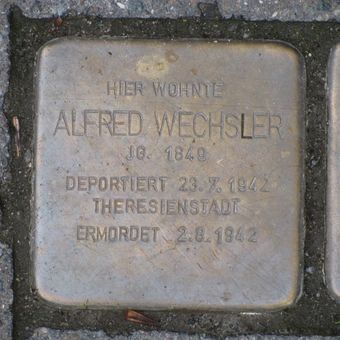 HIER WOHNTE
ALFRED WECHSLER
JG. 1849
DEPORTIERT 23.7.1942
THERESIENSTADT
ERMORDET 2.8.1942